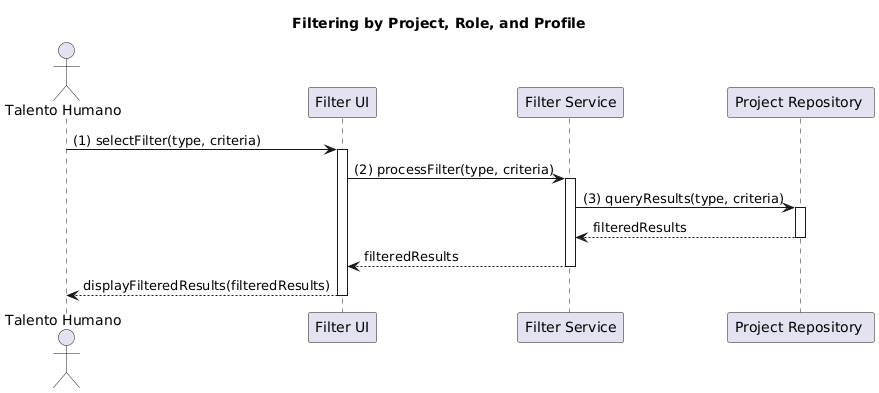 Filtering by Project, Role, and Profile
Talento Humano
Filter UI
Filter Service
Project Repository
(1) selectFilter(type, criteria)
(2) processFilter(type, criteria)
(3) queryResults(type, criteria)
filteredResults
filteredResults
displayFilteredResults(filteredResults)
Talento Humano
Filter UI
Filter Service
Project Repository